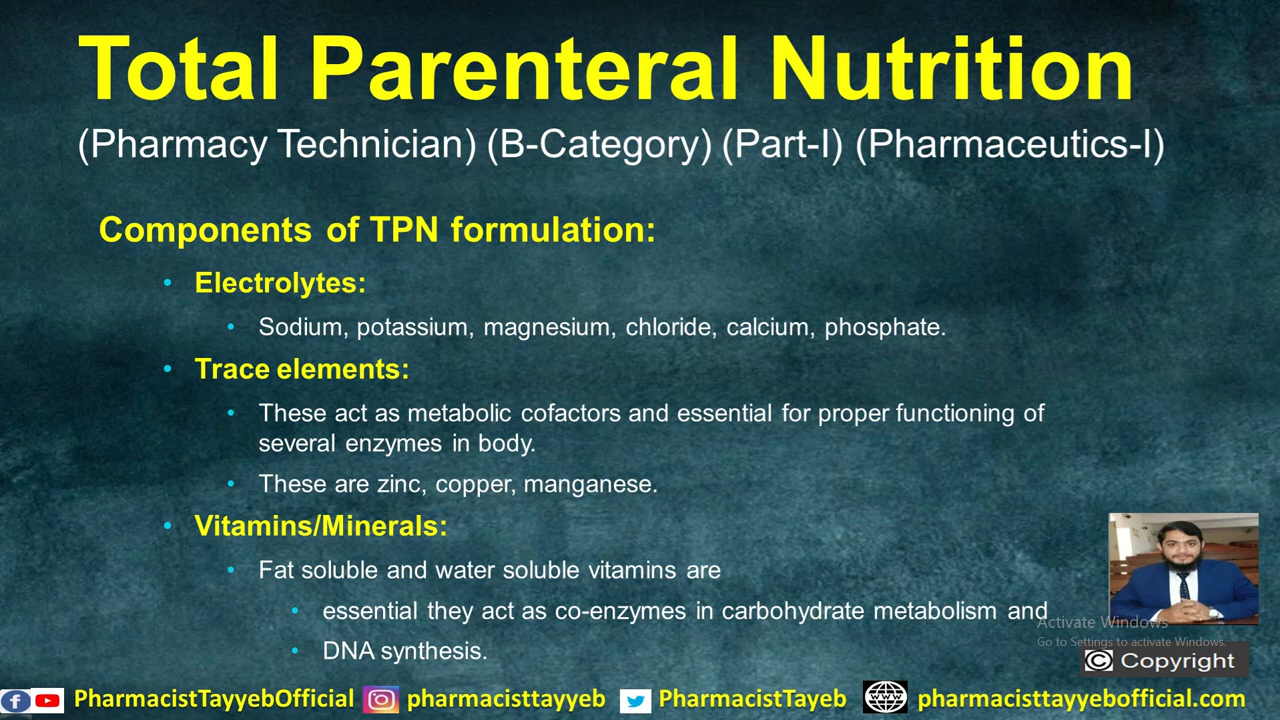 Total Parenteral Nutrition
(Pharmacy Technician) (B-Category) (Part-I) (Pharmaceutics-I)
Components of TPN formulation:
• Electrolytes:
• Sodium, potassium, magnesium, chloride, calcium, phosphate.
• Trace elements:
• These act as metabolic cofactors and essential for proper functioning of
several enzymes in body.
• These are zinc, copper, manganese.
• Vitamins/Minerals:
• Fat soluble and water soluble vitamins are
• essential they act as co-enzymes in carbohydrate metabolism and
• DNA synthesis.
Activate Windows
Go to Settings to activate Windows.
© Copyright
PharmacistTayyebOfficial pharmacisttayyeb PharmacistTayeb WWW pharmacisttayyebofficial.com